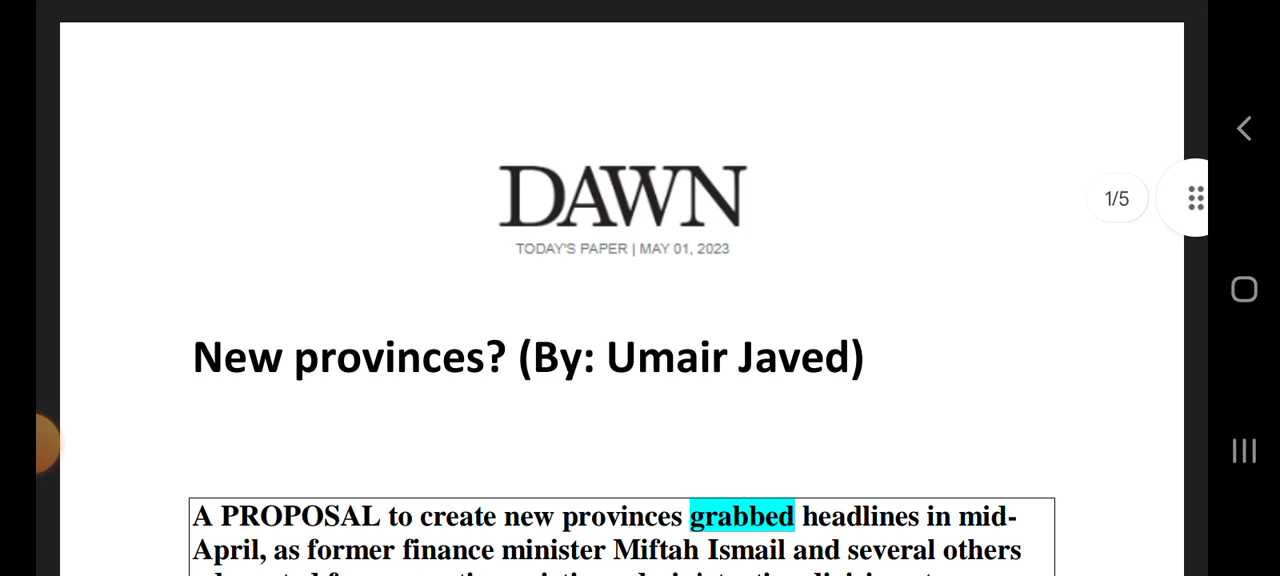 DAWN
TODAY'S PAPER | MAY 01, 2023
1/5
New provinces? (By: Umair Javed)
A PROPOSAL to create new provinces grabbed headlines in mid-
April, as former finance minister Miftah Ismail and several others